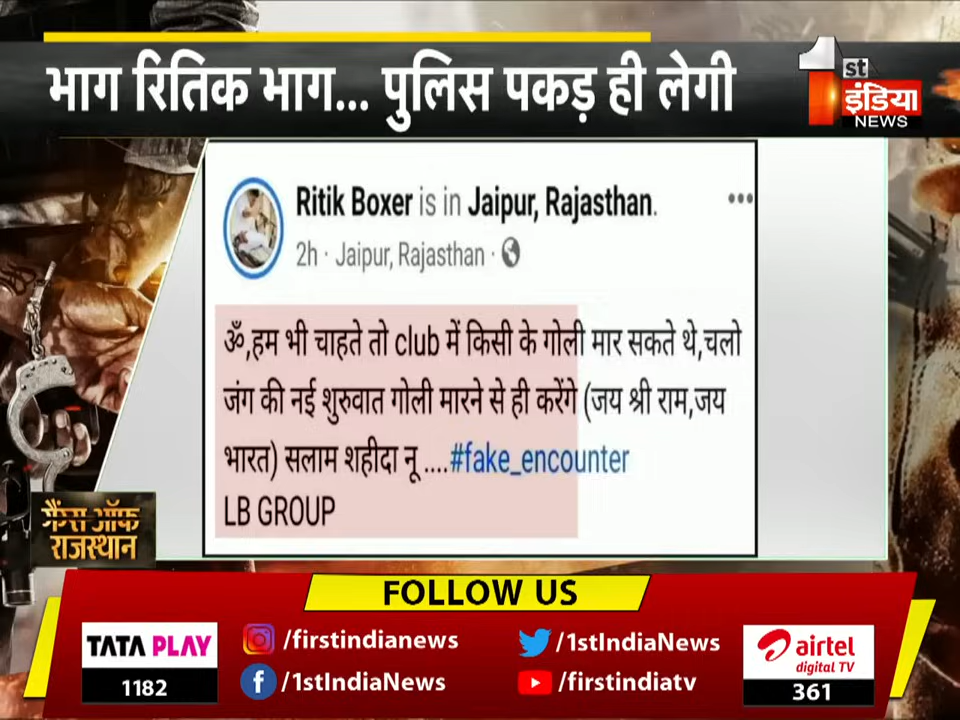 भाग रितिक भाग... पुलिस पकड़ ही लेगी
1st
इंडिया
NEWS
Ritik Boxer is in Jaipur, Rajasthan.
2h · Jaipur, Rajasthan ·
ॐ,हम भी चाहते तो club में किसी के गोली मार सकते थे,चलो
जंग की नई शुरुवात गोली मारने से ही करेंगे (जय श्री राम,जय
भारत) सलाम शहीदा नू ....#fake_encounter
LB GROUP
गैंग्स ऑफ
राजस्थान
FOLLOW US
TATA PLAY
1182
/firstindianews
/1stIndiaNews
/1stIndiaNews
/firstindiatv
airtel
digital TV
361